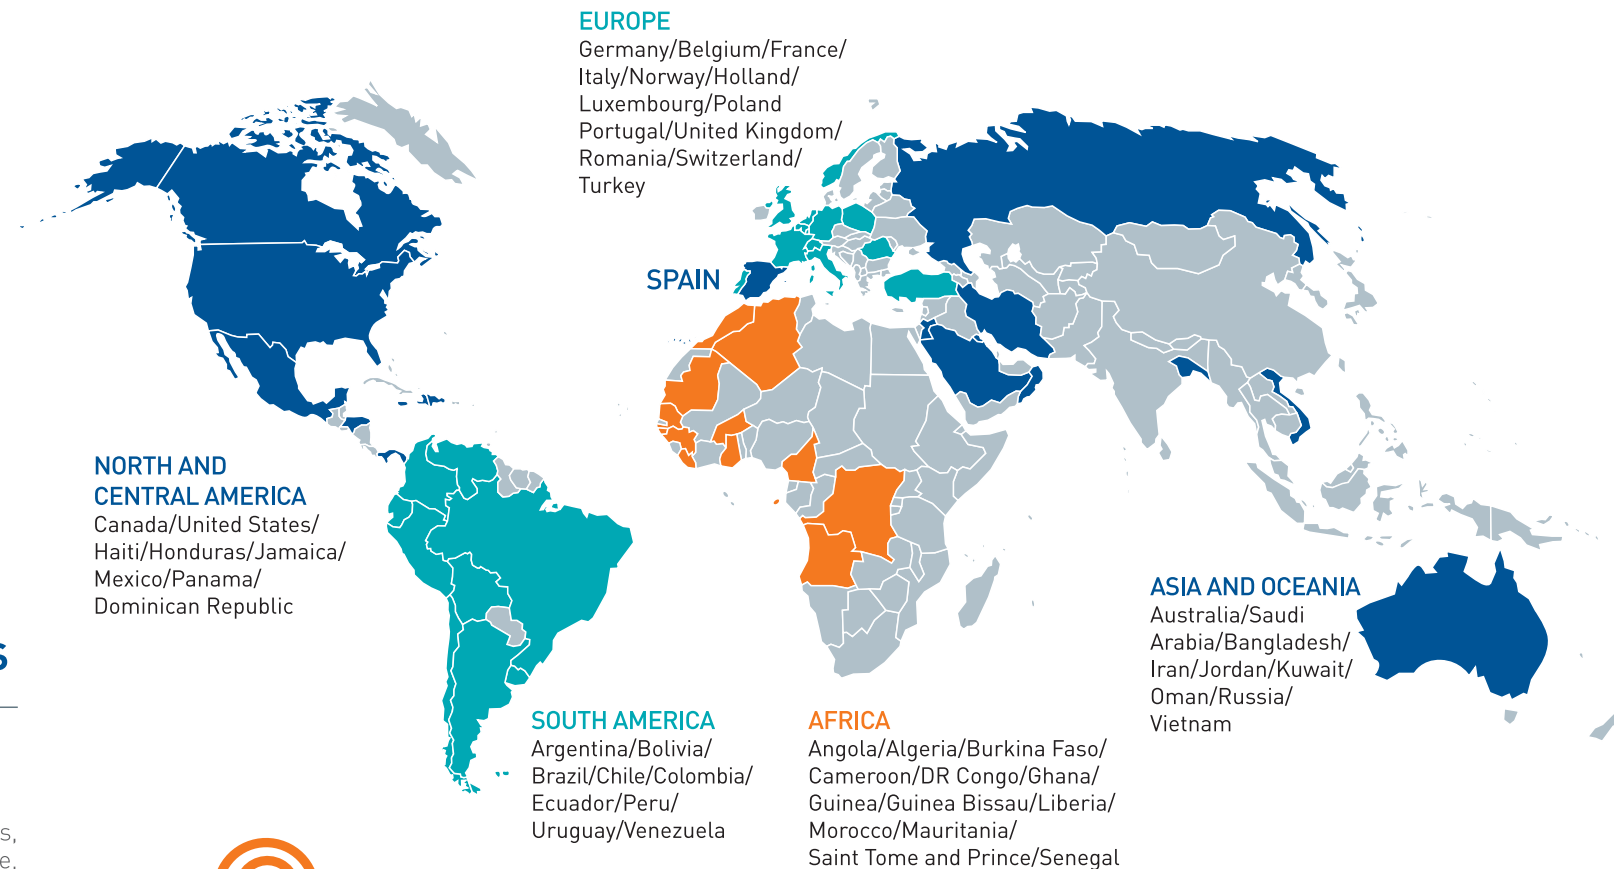 EUROPE
Germany/Belgium/France/
Italy/Norway/Holland/
Luxembourg/Poland
Portugal/United Kingdom/
Romania/Switzerland/
Turkey
SPAIN
NORTH AND
CENTRAL AMERICA
Canada/United States/
Haiti/Honduras/Jamaica/
Mexico/Panama/
Dominican Republic
ASIA AND OCEANIA
Australia/Saudi
Arabia/Bangladesh/
Iran/Jordan/Kuwait/
Oman/Russia/
Vietnam
SOUTH AMERICA
Argentina/Bolivia/
Brazil/Chile/Colombia/
Ecuador/Peru/
Uruguay/Venezuela
AFRICA
Angola/Algeria/Burkina Faso/
Cameroon/DR Congo/Ghana/
Guinea/Guinea Bissau/Liberia/
Morocco/Mauritania/
Saint Tome and Prince/Senegal